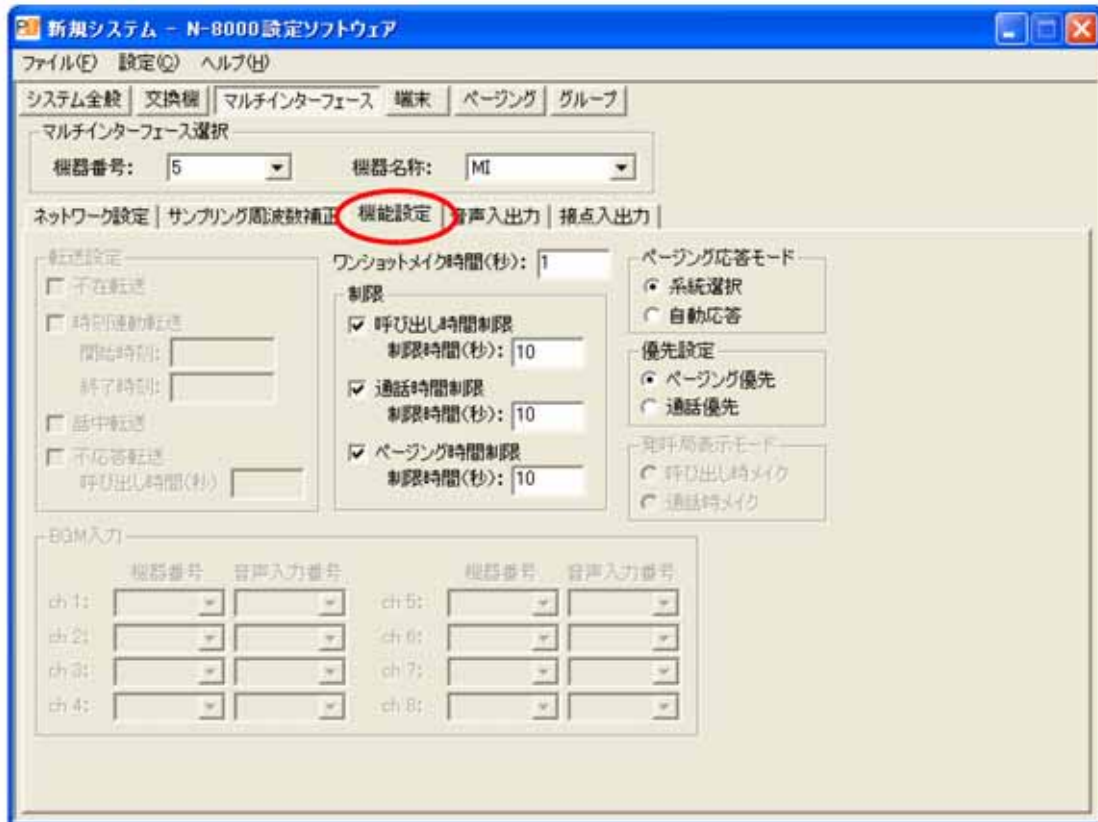 新規システム - N-8000設定ソフトウェア
ファイル(F) 設定(C) ヘルプ(H)
システム全般 交換機 マルチインターフェース 端末 ページング グループ
マルチインターフェース選択
機器番号: 5 機器名称: MI
ネットワーク設定 サンプリング周波数補正 機能設定 音声入出力 接点入出力
転送設定
不在転送
時刻連動転送
開始時刻:
終了時刻:
話中転送
不応答転送
呼び出し時間(秒)
ワンショットメイク時間(秒): 1
制限
呼び出し時間制限
制限時間(秒): 10
通話時間制限
制限時間(秒): 10
ページング時間制限
制限時間(秒): 10
ページング応答モード
系統選択
自動応答
優先設定
ページング優先
通話優先
発呼局表示モード
呼び出し時メイク
通話時メイク
BGM入力
機器番号 音声入力番号 機器番号 音声入力番号
ch 1: ch 5:
ch 2: ch 6:
ch 3: ch 7:
ch 4: ch 8: